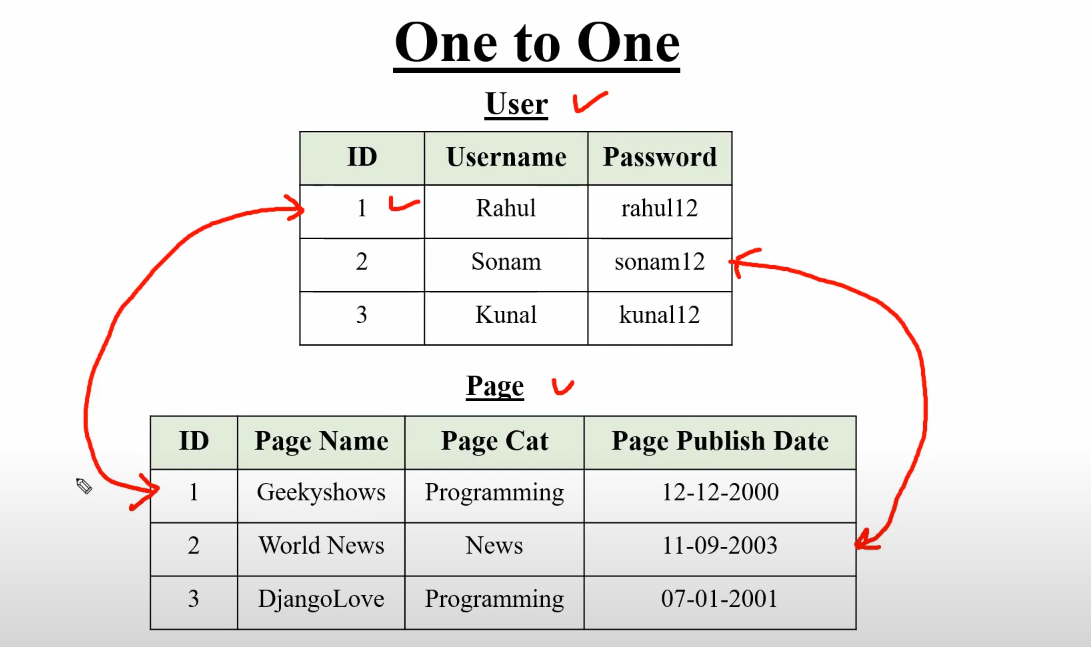 One to One
User
ID Username Password
1 Rahul rahul12
2 Sonam sonam12
3 Kunal kunal12
Page
ID Page Name Page Cat Page Publish Date
1 Geekyshows Programming 12-12-2000
2 World News News 11-09-2003
3 DjangoLove Programming 07-01-2001